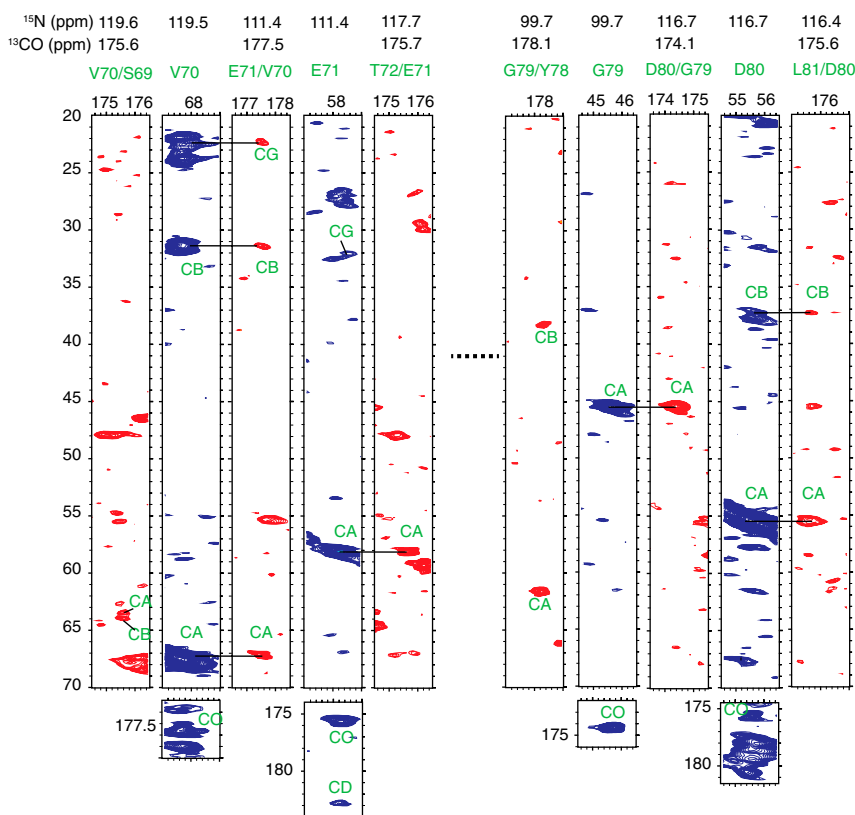 ¹⁵N (ppm) 119.6 119.5 111.4 111.4 117.7 99.7 99.7 116.7 116.7 116.4
¹³CO (ppm) 175.6 177.5 175.7 178.1 174.1 175.6
V70/S69 V70 E71/V70 E71 T72/E71 G79/Y78 G79 D80/G79 D80 L81/D80
175 176 68 177 178 58 175 176 178 45 46 174 175 55 56 176
20
CG
25
30
CG
CB CB
35
CB CB
CB
40
CA CA
45
50
CA CA
55
CA CA
60
CA
CA
CB CA CA
65
70
177.5 CO
175 CO
180 CD
CO
175
175 CO
180